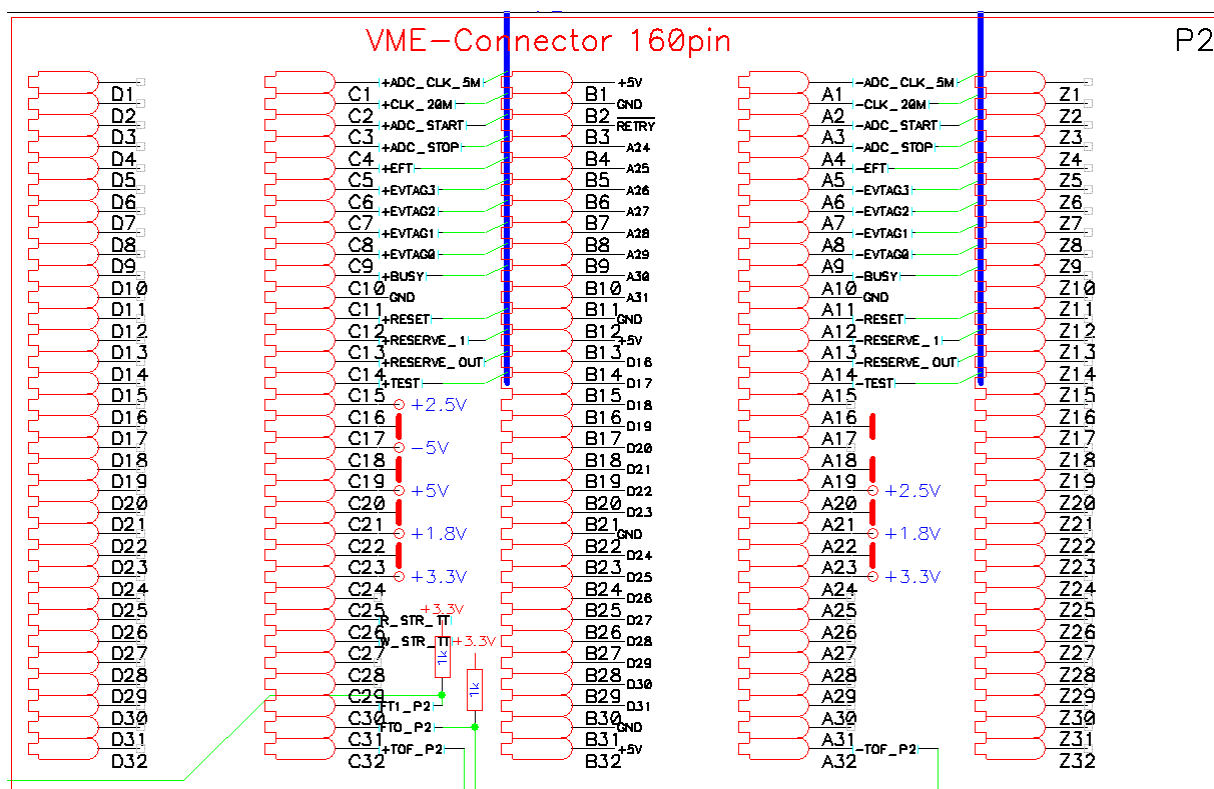 VME-Connector 160pin
P2
D1
D2
D3
D4
D5
D6
D7
D8
D9
D10
D11
D12
D13
D14
D15
D16
D17
D18
D19
D20
D21
D22
D23
D24
D25
D26
D27
D28
D29
D30
D31
D32
+ADC_CLK_5M
C1
+CLK_20M
C2
+ADC_START
C3
+ADC_STOP
C4
+EFT
C5
+EVTAG3
C6
+EVTAG2
C7
+EVTAG1
C8
+EVTAG0
C9
+BUSY
C10
GND
C11
+RESET
C12
+RESERVE_1
C13
+RESERVE_OUT
C14
+TEST
C15
+2.5V
C16
C17
-5V
C18
C19
+5V
C20
C21
+1.8V
C22
C23
+3.3V
C24
C25
+3.3V
R_STR_TT
C26
W_STR_TT
+3.3V
C27
1k
C28
1k
C29
FT1_P2
C30
FTO_P2
C31
+TOF_P2
C32
+5V
B1
GND
B2
RETRY
B3
A24
B4
A25
B5
A26
B6
A27
B7
A28
B8
A29
B9
A30
B10
A31
B11
GND
B12
+5V
B13
D16
B14
D17
B15
D18
B16
D19
B17
D20
B18
D21
B19
D22
B20
D23
B21
GND
B22
D24
B23
D25
B24
D26
B25
D27
B26
D28
B27
D29
B28
D30
B29
D31
B30
GND
B31
+5V
B32
-ADC_CLK_5M
A1
-CLK_20M
A2
-ADC_START
A3
-ADC_STOP
A4
-EFT
A5
-EVTAG3
A6
-EVTAG2
A7
-EVTAG1
A8
-EVTAG0
A9
-BUSY
A10
GND
A11
-RESET
A12
-RESERVE_1
A13
-RESERVE_OUT
A14
-TEST
A15
A16
A17
A18
A19
+2.5V
A20
A21
+1.8V
A22
A23
+3.3V
A24
A25
A26
A27
A28
A29
A30
A31
-TOF_P2
A32
Z1
Z2
Z3
Z4
Z5
Z6
Z7
Z8
Z9
Z10
Z11
Z12
Z13
Z14
Z15
Z16
Z17
Z18
Z19
Z20
Z21
Z22
Z23
Z24
Z25
Z26
Z27
Z28
Z29
Z30
Z31
Z32